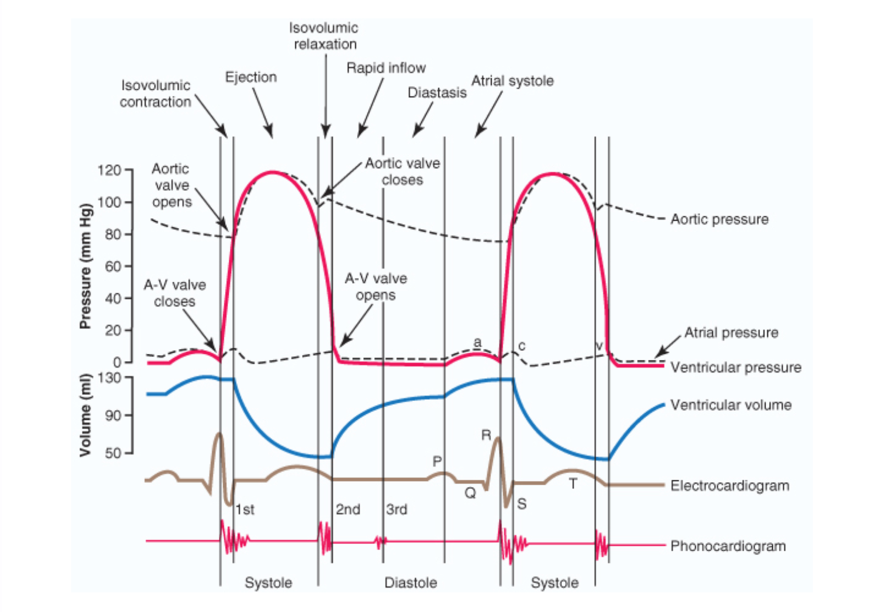 Isovolumic
relaxation
Ejection
Rapid inflow
Isovolumic
contraction
Diastasis
Atrial systole
Aortic
valve
opens
Aortic valve
closes
A-V valve
closes
A-V valve
opens
Pressure (mm Hg)
120
100
80
60
40
20
0
a
c
v
Aortic pressure
Atrial pressure
Ventricular pressure
Volume (ml)
130
90
50
Ventricular volume
R
P
Q
S
T
Electrocardiogram
1st
2nd
3rd
Phonocardiogram
Systole
Diastole
Systole